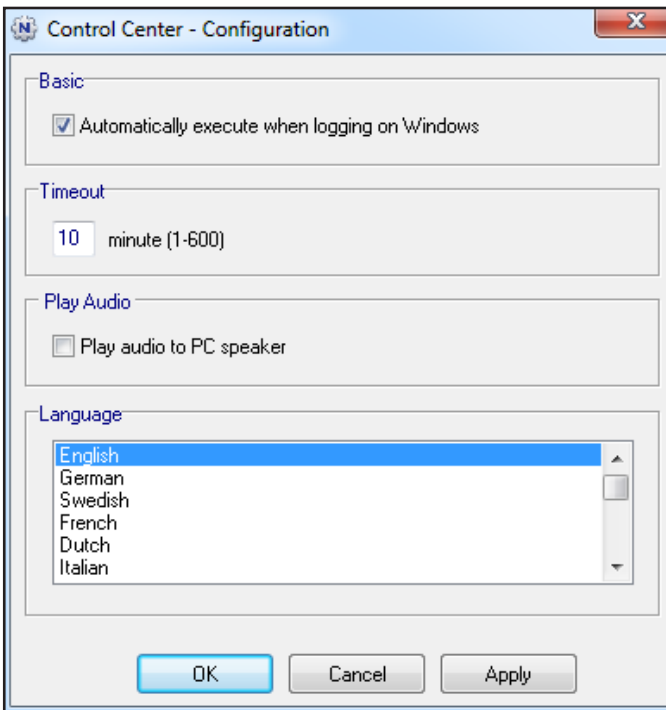 Control Center - Configuration
Basic
Automatically execute when logging on Windows
Timeout
10 minute (1-600)
Play Audio
Play audio to PC speaker
Language
English
German
Swedish
French
Dutch
Italian
OK Cancel Apply